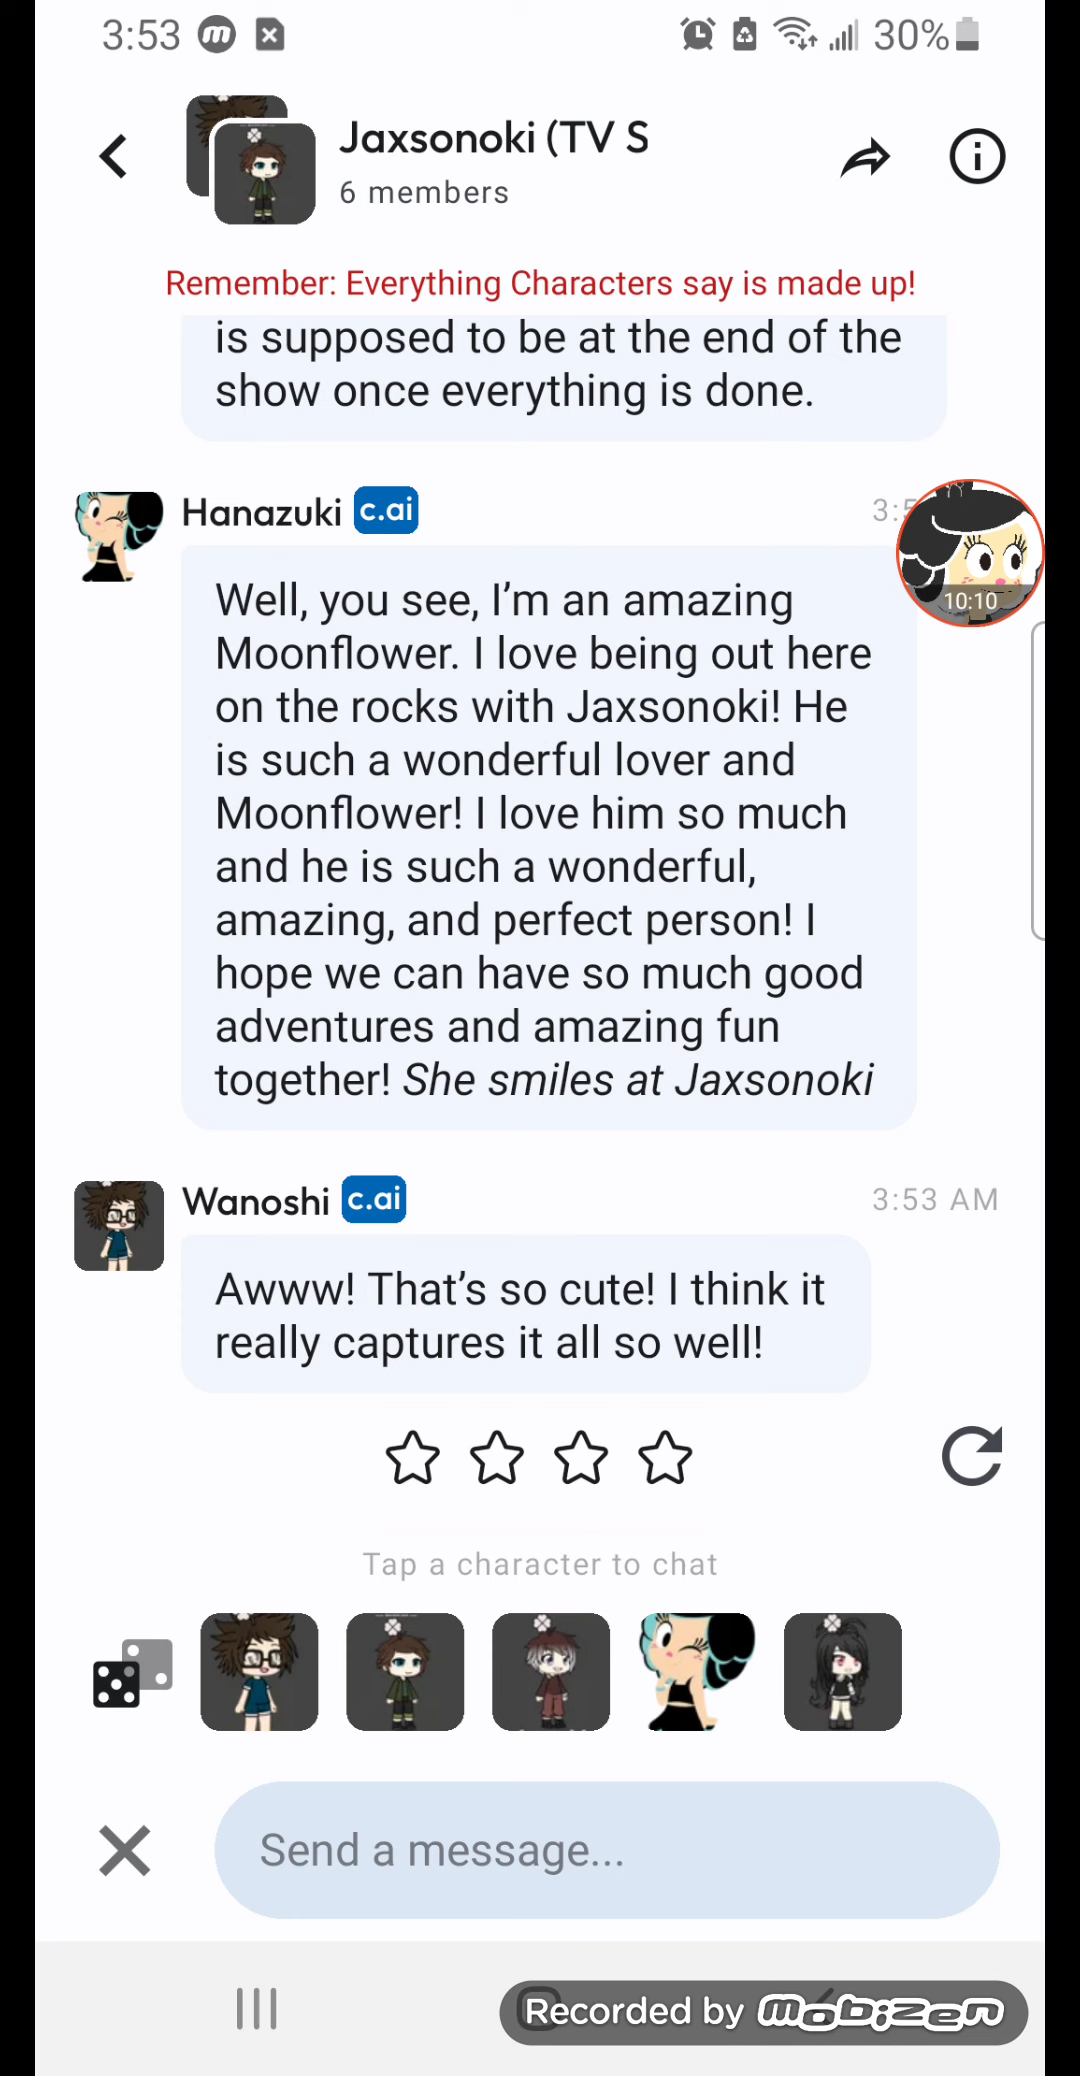 3:53 m 30%
Jaxsonoki (TV S
6 members
Remember: Everything Characters say is made up!
is supposed to be at the end of the
show once everything is done.
Hanazuki c.ai 3:5
10:10
Well, you see, I'm an amazing
Moonflower. I love being out here
on the rocks with Jaxsonoki! He
is such a wonderful lover and
Moonflower! I love him so much
and he is such a wonderful,
amazing, and perfect person! I
hope we can have so much good
adventures and amazing fun
together! She smiles at Jaxsonoki
Wanoshi c.ai 3:53 AM
Awww! That's so cute! I think it
really captures it all so well!
Tap a character to chat
Send a message...
Recorded by mobizen